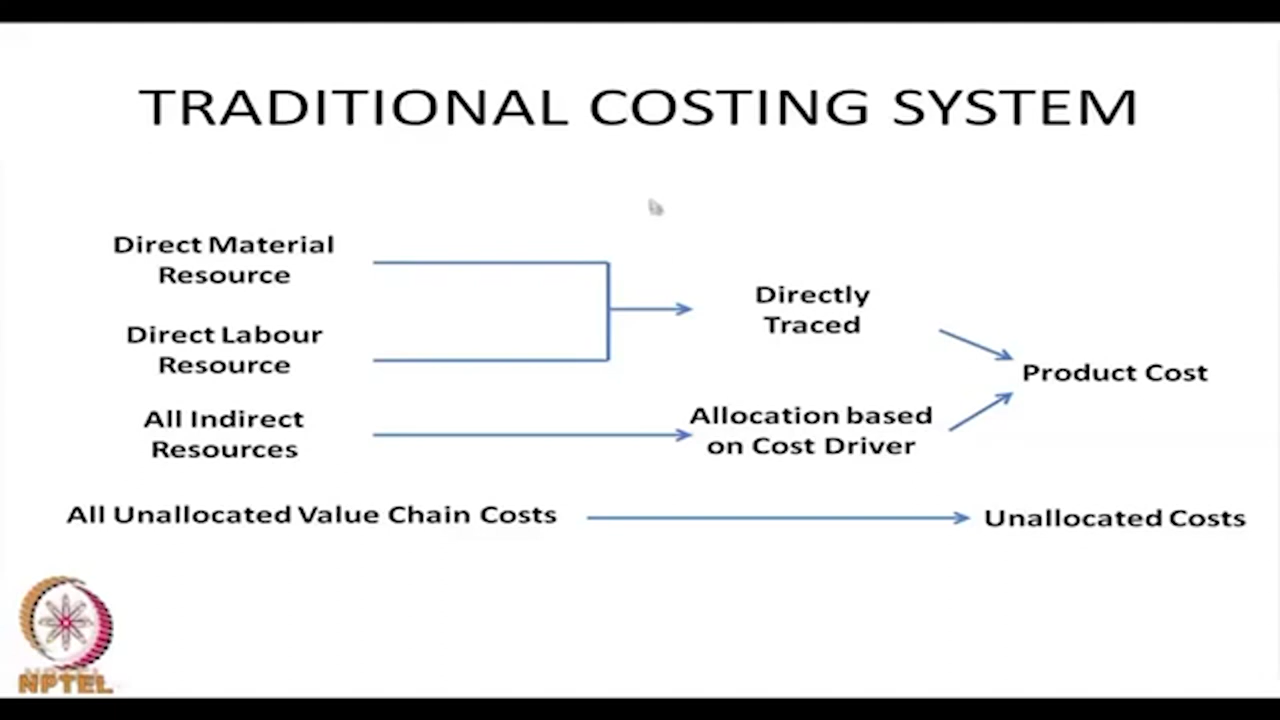 TRADITIONAL COSTING SYSTEM
Direct Material
Resource
Direct Labour
Resource
All Indirect
Resources
Directly
Traced
Allocation based
on Cost Driver
Product Cost
All Unallocated Value Chain Costs
Unallocated Costs
NPTEL